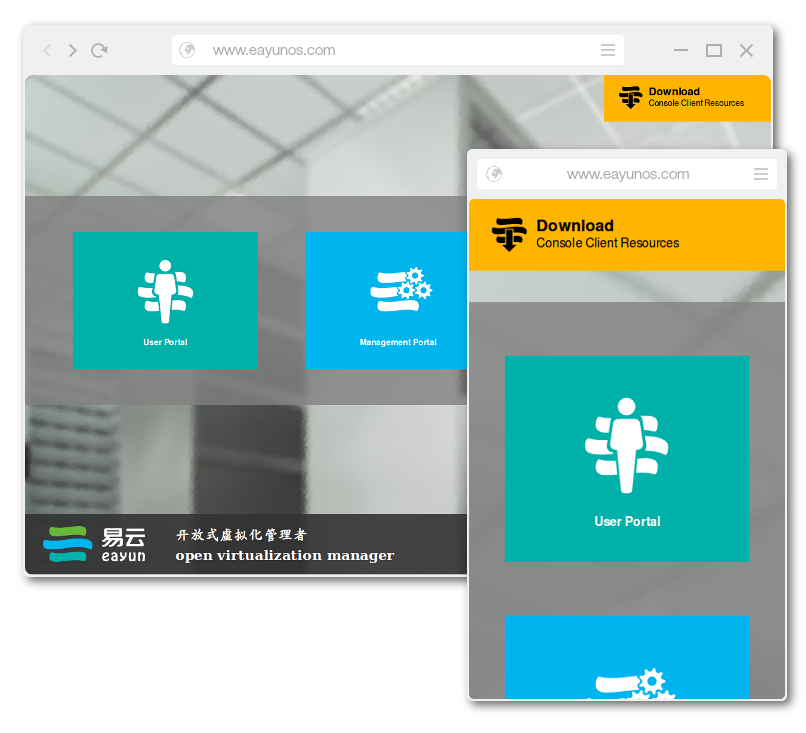 www.eayunos.com
Download
Console Client Resources
User Portal
Management Portal
易云
eayun
开放式虚拟化管理者
open virtualization manager
www.eayunos.com
Download
Console Client Resources
User Portal